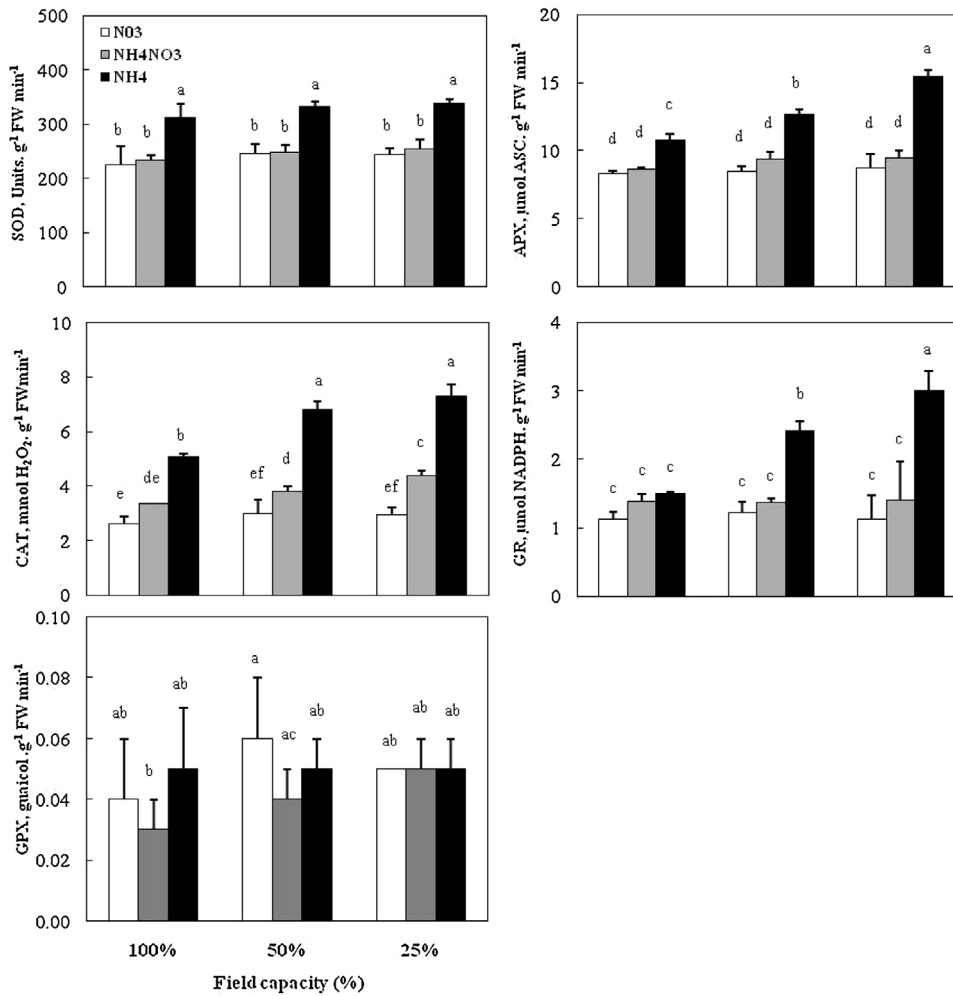 SOD, Units. g-1 FW min-1
500
400
300
200
100
0
N03
NH4NO3
NH4
b
b
a
b
b
a
b
b
a
APX, µmol ASC. g-1 FW min-1
20
15
10
5
0
d
d
c
d
d
b
d
d
a
CAT, mmol H2O2. g-1 FWmin-1
10
8
6
4
2
0
e
de
b
ef
d
a
ef
c
a
GR, µmol NADPH. g-1 FW min-1
4
3
2
1
0
c
c
c
c
c
b
c
c
a
GPX, guaicol .g-1 FW min-1
0.10
0.08
0.06
0.04
0.02
0.00
ab
b
ab
a
ac
ab
ab
ab
ab
100%
50%
25%
Field capacity (%)